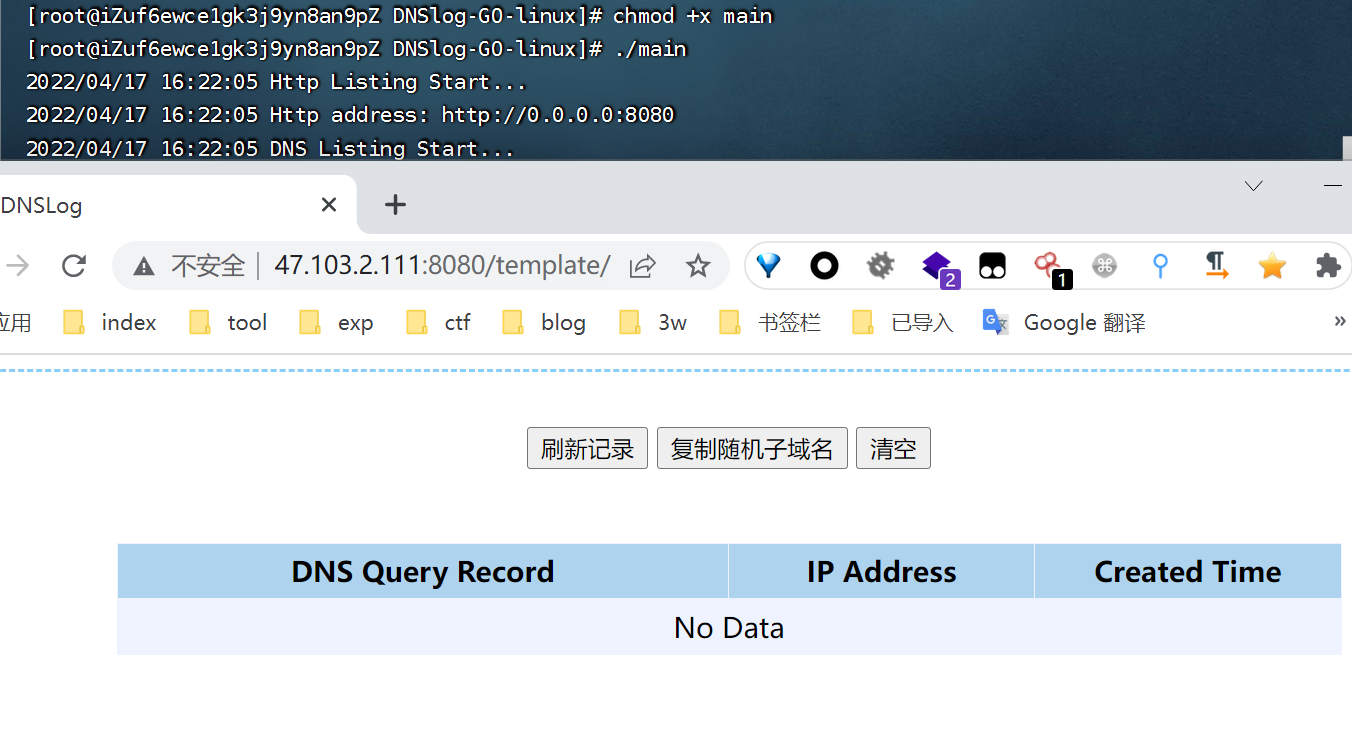 [root@iZuf6ewce1gk3j9yn8an9pZ DNSlog-GO-linux]# chmod +x main
[root@iZuf6ewce1gk3j9yn8an9pZ DNSlog-GO-linux]# ./main
2022/04/17 16:22:05 Http Listing Start...
2022/04/17 16:22:05 Http address: http://0.0.0.0:8080
2022/04/17 16:22:05 DNS Listing Start...
DNSLog
不安全 47.103.2.111:8080/template/ 2 1
应用 index tool exp ctf blog 3w 书签栏 已导入 Google 翻译 »
刷新记录 复制随机子域名 清空
DNS Query Record IP Address Created Time
No Data